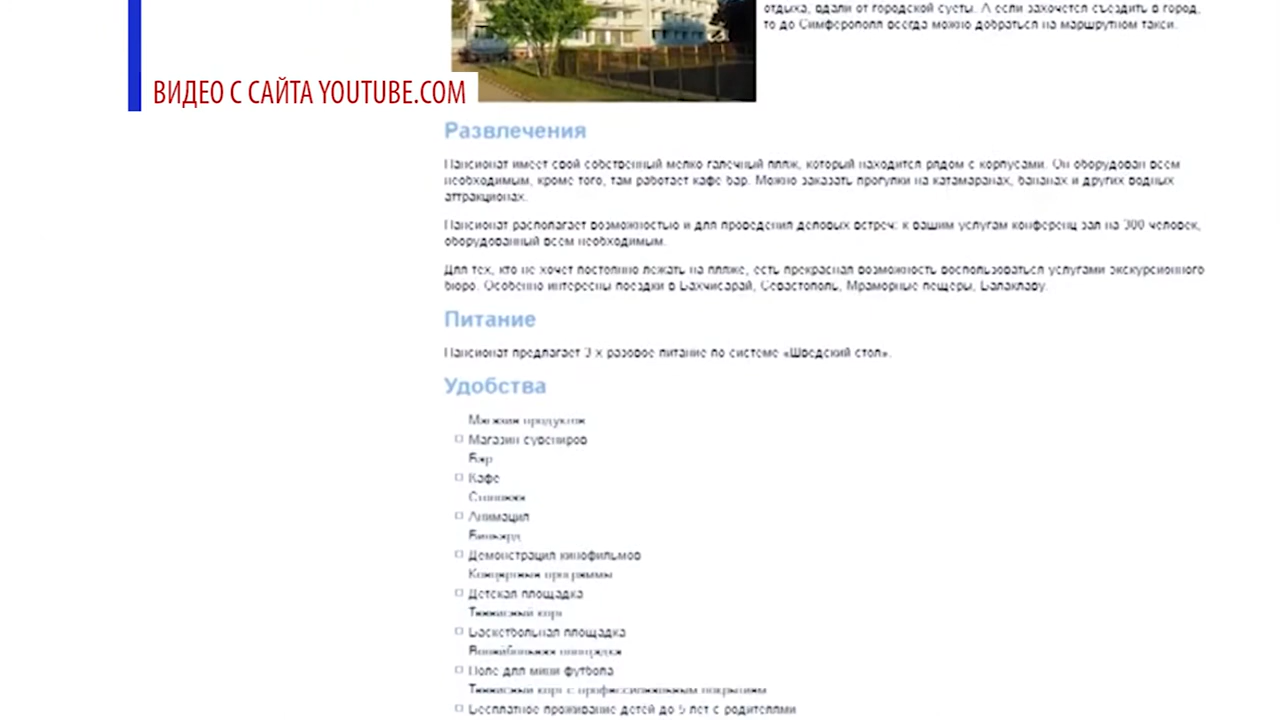 отдыха, вдали от городской суеты. А если захочется съездить в город,
то до Симферополя всегда можно добраться на маршрутном такси.
ВИДЕО С САЙТА YOUTUBE.COM
Развлечения
Пансионат имеет свой собственный мелко галечный пляж, который находится рядом с корпусами. Он оборудован всем
необходимым, кроме того, там работает кафе бар. Можно заказать прогулки на катамаранах, бананах и других водных
аттракционах.
Пансионат располагает возможностью и для проведения деловых встреч: к вашим услугам конференц зал на 300 человек,
оборудованный всем необходимым.
Для тех, кто не хочет постоянно лежать на пляже, есть прекрасная возможность воспользоваться услугами экскурсионного
бюро. Особенно интересны поездки в Бахчисарай, Севастополь, Мраморные пещеры, Балаклаву.
Питание
Пансионат предлагает 3 х разовое питание по системе «Шведский стол».
Удобства
Магазин продуктов
Магазин сувениров
Бар
Кафе
Столовая
Анимация
Бильярд
Демонстрация кинофильмов
Концертные программы
Детская площадка
Теннисный корт
Баскетбольная площадка
Волейбольная площадка
Поле для мини футбола
Теннисный корт с профессиональным покрытием
Бесплатное проживание детей до 5 лет с родителями